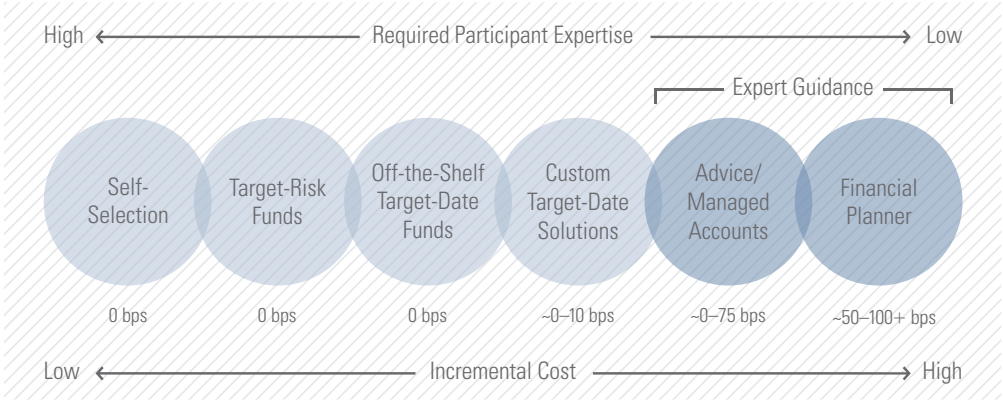 High Required Participant Expertise Low
Expert Guidance
Self-
Selection
Target-Risk
Funds
Off-the-Shelf
Target-Date
Funds
Custom
Target-Date
Solutions
Advice/
Managed
Accounts
Financial
Planner
0 bps
0 bps
0 bps
~0–10 bps
~0–75 bps
~50–100+ bps
Low Incremental Cost High